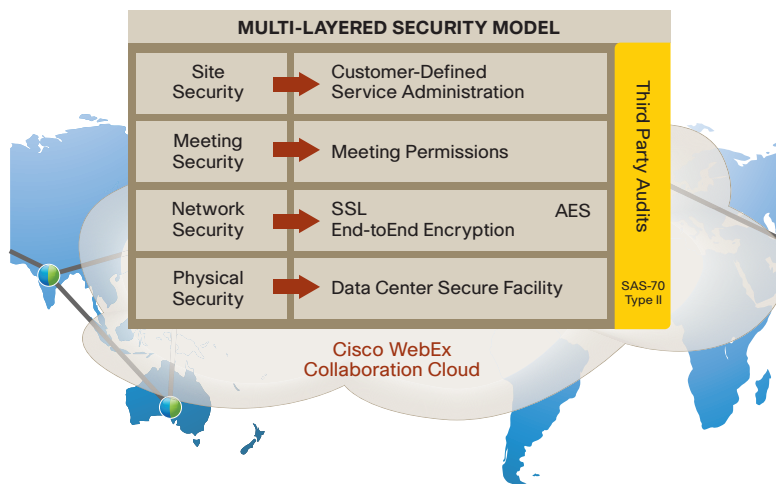 MULTI-LAYERED SECURITY MODEL
Site
Security
Customer-Defined
Service Administration
Meeting
Security
Meeting Permissions
Network
Security
SSL AES
End-toEnd Encryption
Physical
Security
Data Center Secure Facility
Third Party Audits
SAS-70
Type II
Cisco WebEx
Collaboration Cloud